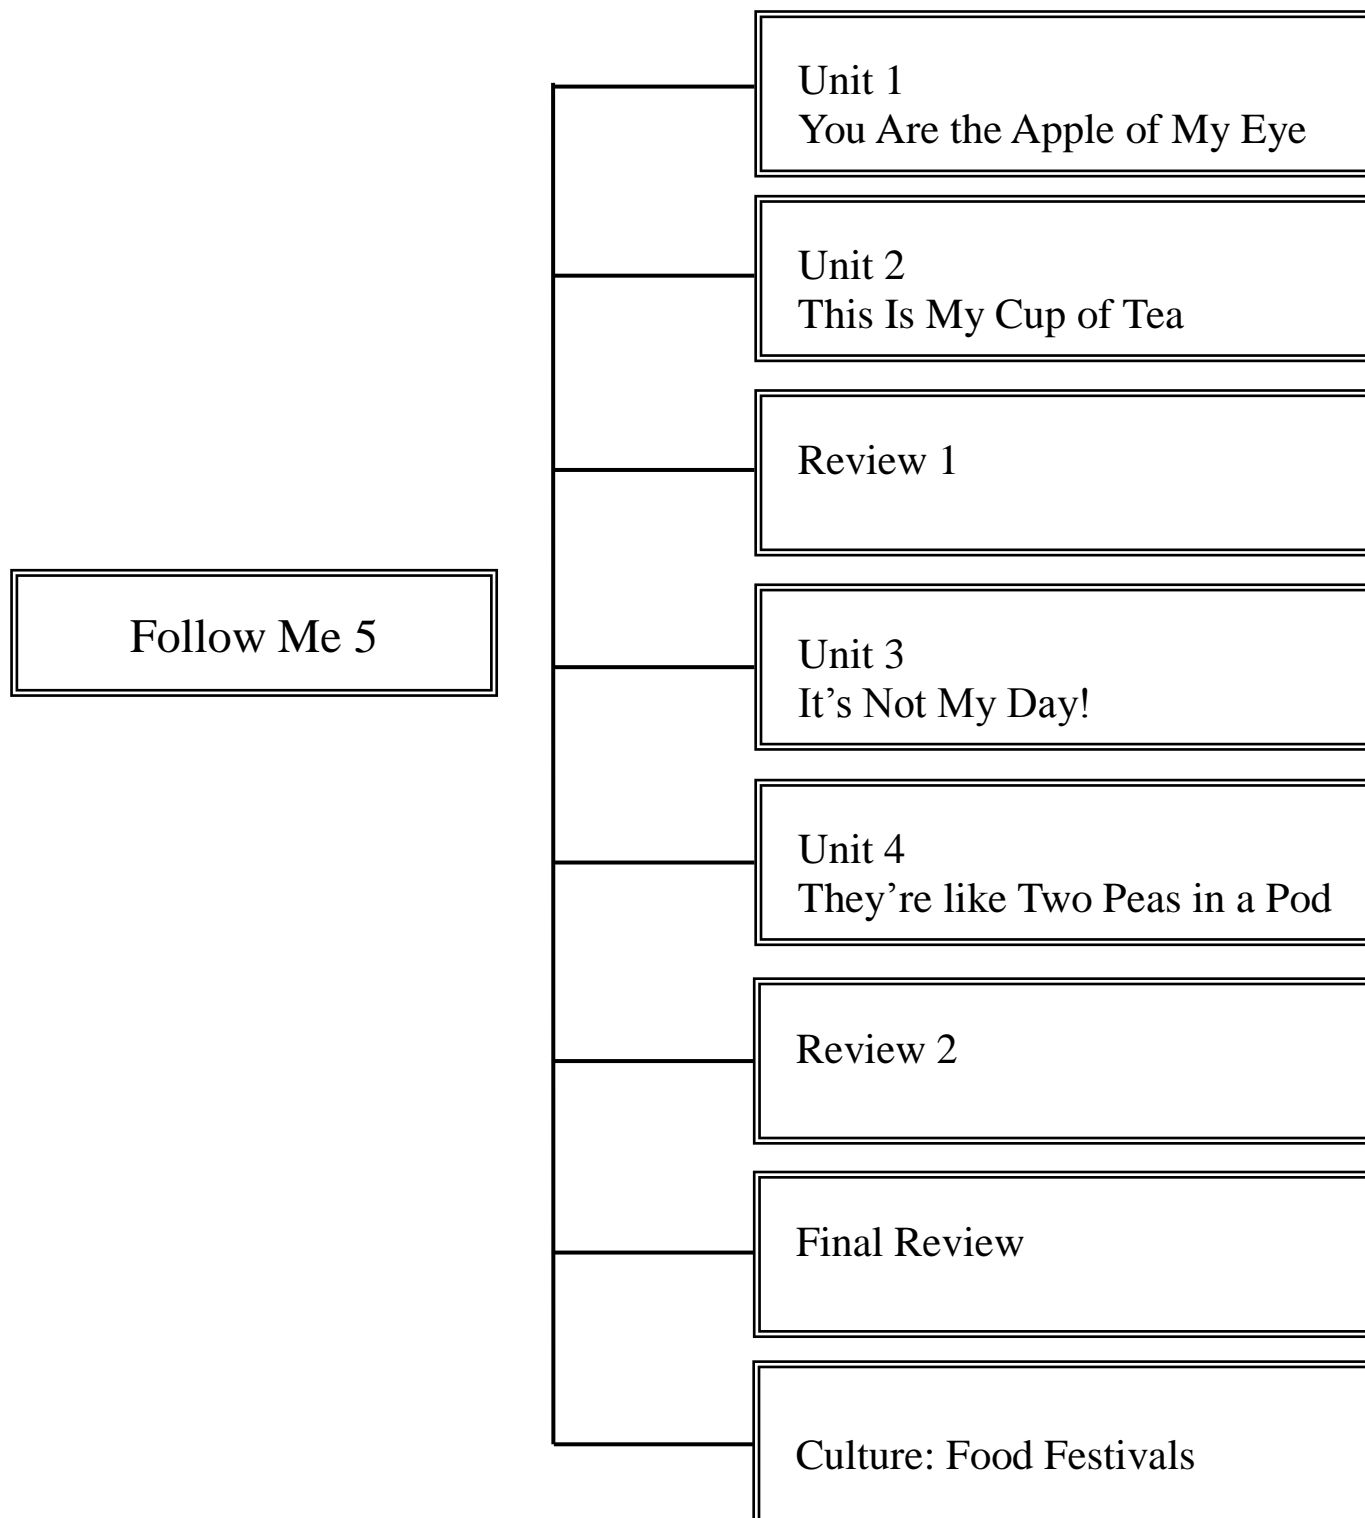 Follow Me 5
Unit 1
You Are the Apple of My Eye
Unit 2
This Is My Cup of Tea
Review 1
Unit 3
It’s Not My Day!
Unit 4
They’re like Two Peas in a Pod
Review 2
Final Review
Culture: Food Festivals